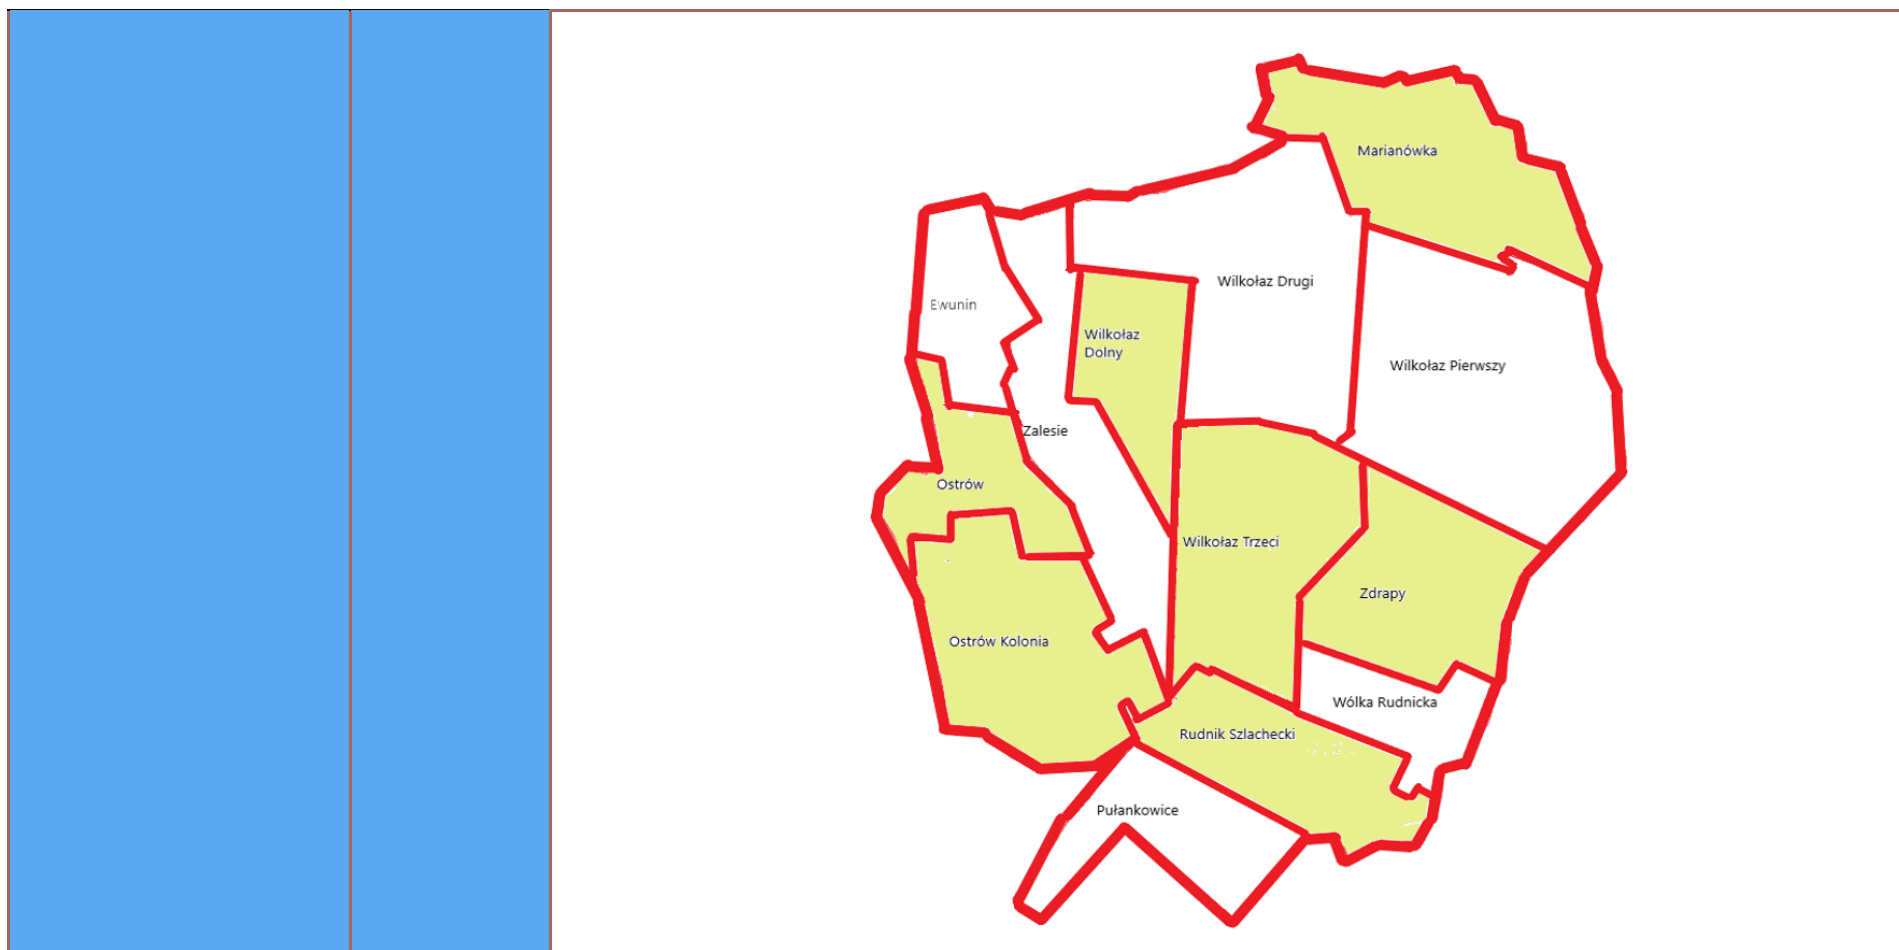 Marianówka
Wilkołaz Drugi
Ewunin
Wilkołaz
Dolny
Wilkołaz Pierwszy
Zalesie
Ostrów
Wilkołaz Trzeci
Zdrapy
Ostrów Kolonia
Wólka Rudnicka
Rudnik Szlachecki
Pułankowice